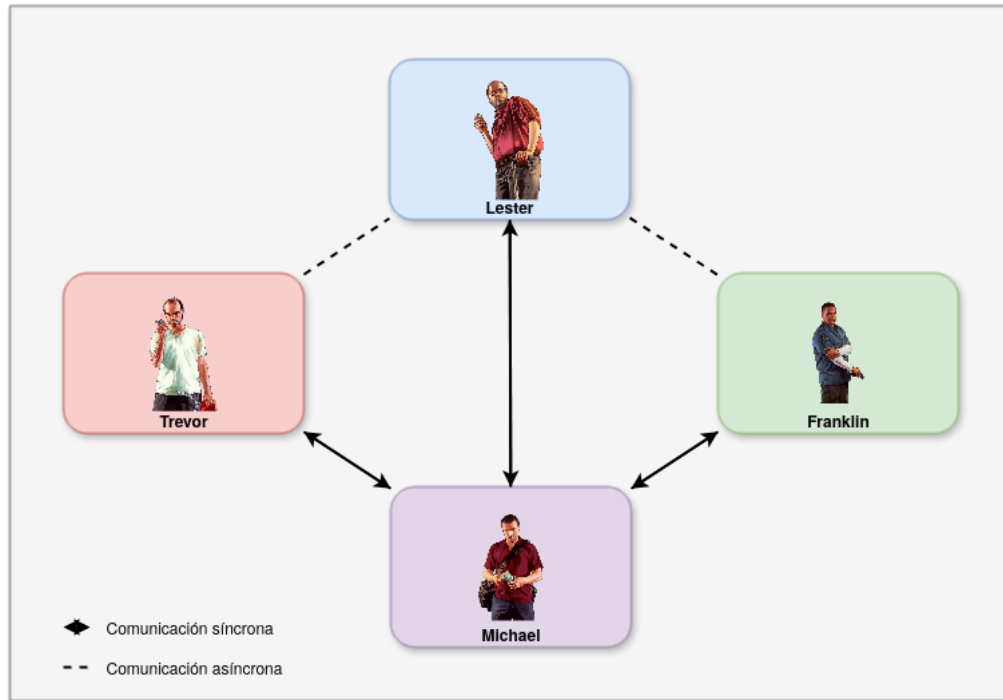 Lester
Trevor
Franklin
Michael
Comunicación síncrona
Comunicación asíncrona